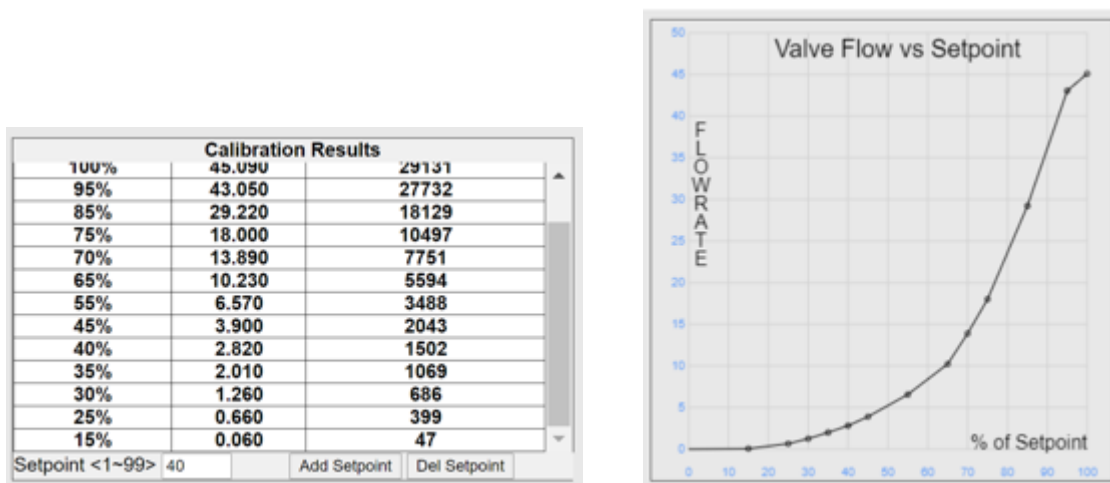 Calibration Results
100% 45.090 29131
95% 43.050 27732
85% 29.220 18129
75% 18.000 10497
70% 13.890 7751
65% 10.230 5594
55% 6.570 3488
45% 3.900 2043
40% 2.820 1502
35% 2.010 1069
30% 1.260 686
25% 0.660 399
15% 0.060 47
Setpoint <1~99> 40 Add Setpoint Del Setpoint
Valve Flow vs Setpoint
FLOWRATE
50
45
40
35
30
25
20
15
10
5
0
% of Setpoint
0 10 20 30 40 50 60 70 80 90 100